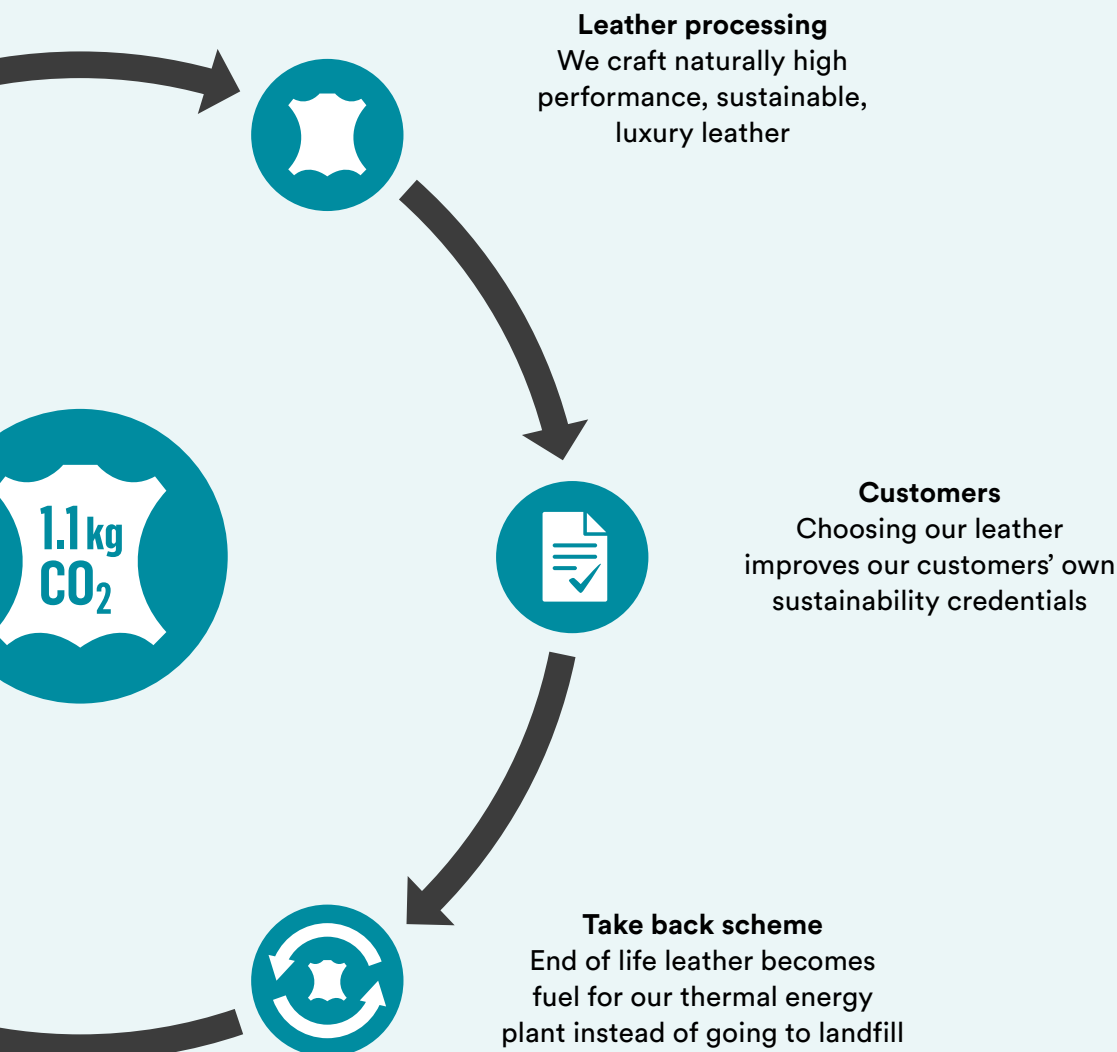 Leather processing
We craft naturally high
performance, sustainable,
luxury leather
1.1 kg
CO₂
Customers
Choosing our leather
improves our customers’ own
sustainability credentials
Take back scheme
End of life leather becomes
fuel for our thermal energy
plant instead of going to landfill